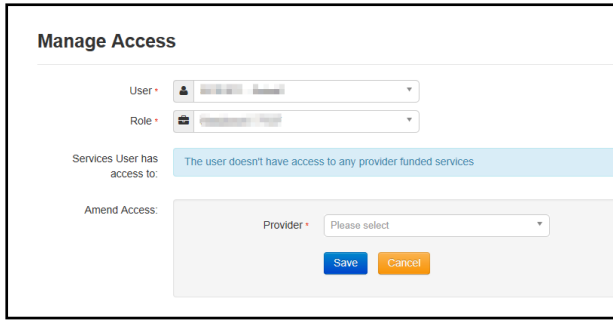 Manage Access
User *
Role *
Services User has
access to:
The user doesn't have access to any provider funded services
Amend Access:
Provider *
Please select
Save
Cancel